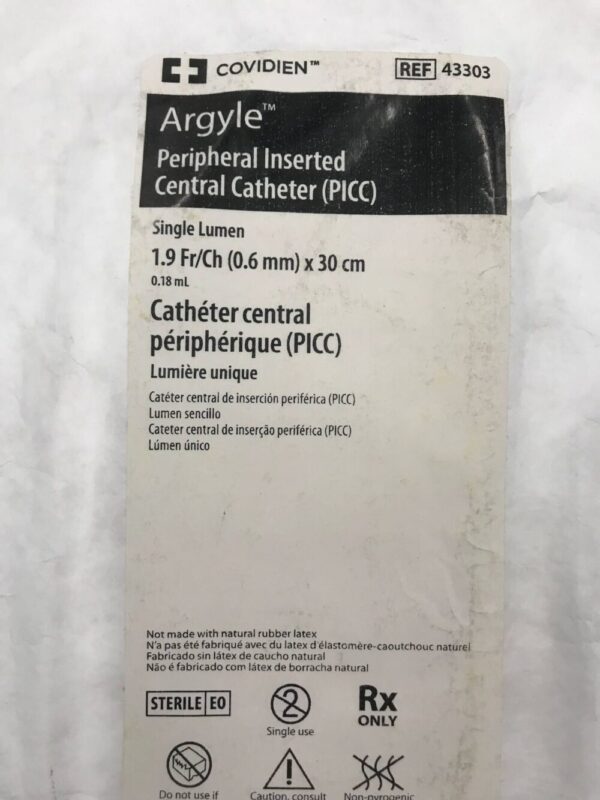 COVIDIEN™
REF 43303
Argyle™
Peripheral Inserted
Central Catheter (PICC)
Single Lumen
1.9 Fr/Ch (0.6 mm) x 30 cm
0.18 mL
Cathéter central
périphérique (PICC)
Lumière unique
Catéter central de inserción periférica (PICC)
Lumen sencillo
Cateter central de inserção periférica (PICC)
Lúmen único
Not made with natural rubber latex
N'a pas été fabriqué avec du latex d'élastomère-caoutchouc naturel
Fabricado sin látex de caucho natural
Não é fabricado com látex de borracha natural
STERILE EO
2
Rx
ONLY
Single use
Do not use if
Caution, consult
Non-pyrogenic